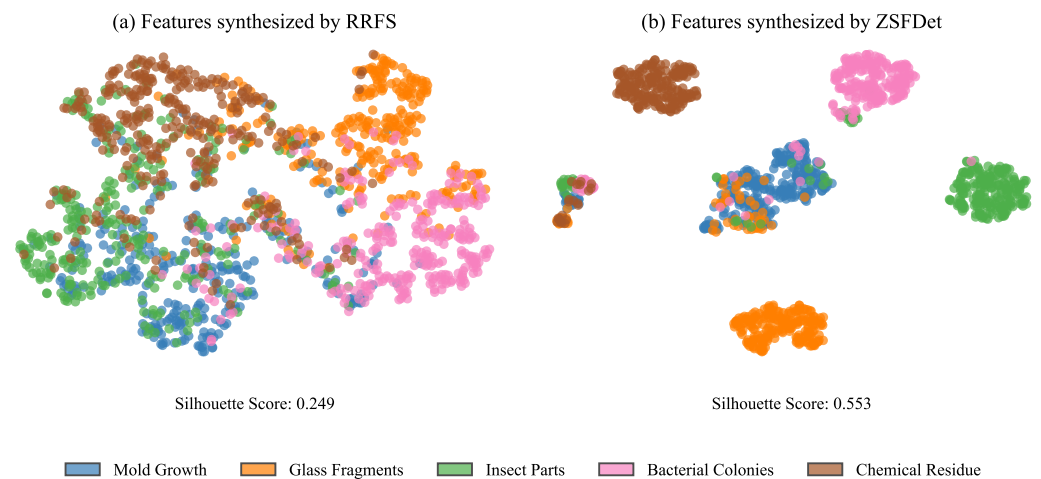 (a) Features synthesized by RRFS
(b) Features synthesized by ZSFDet
Silhouette Score: 0.249
Silhouette Score: 0.553
Mold Growth
Glass Fragments
Insect Parts
Bacterial Colonies
Chemical Residue